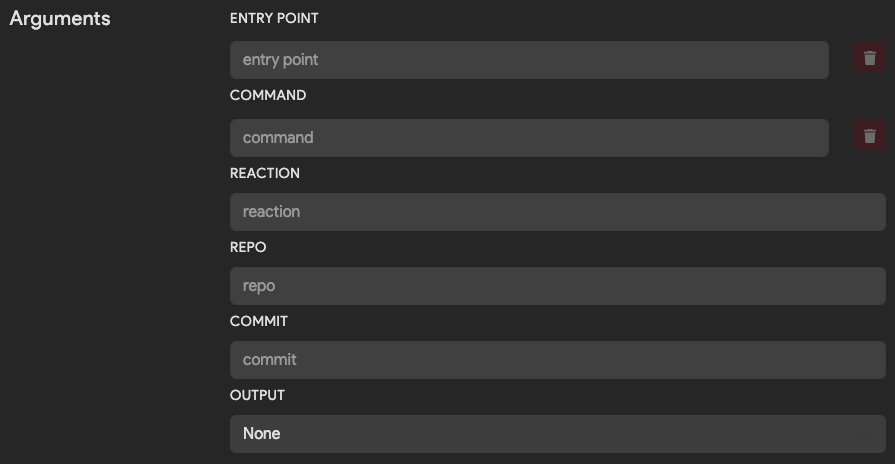 Arguments
ENTRY POINT
entry point
COMMAND
command
REACTION
reaction
REPO
repo
COMMIT
commit
OUTPUT
None